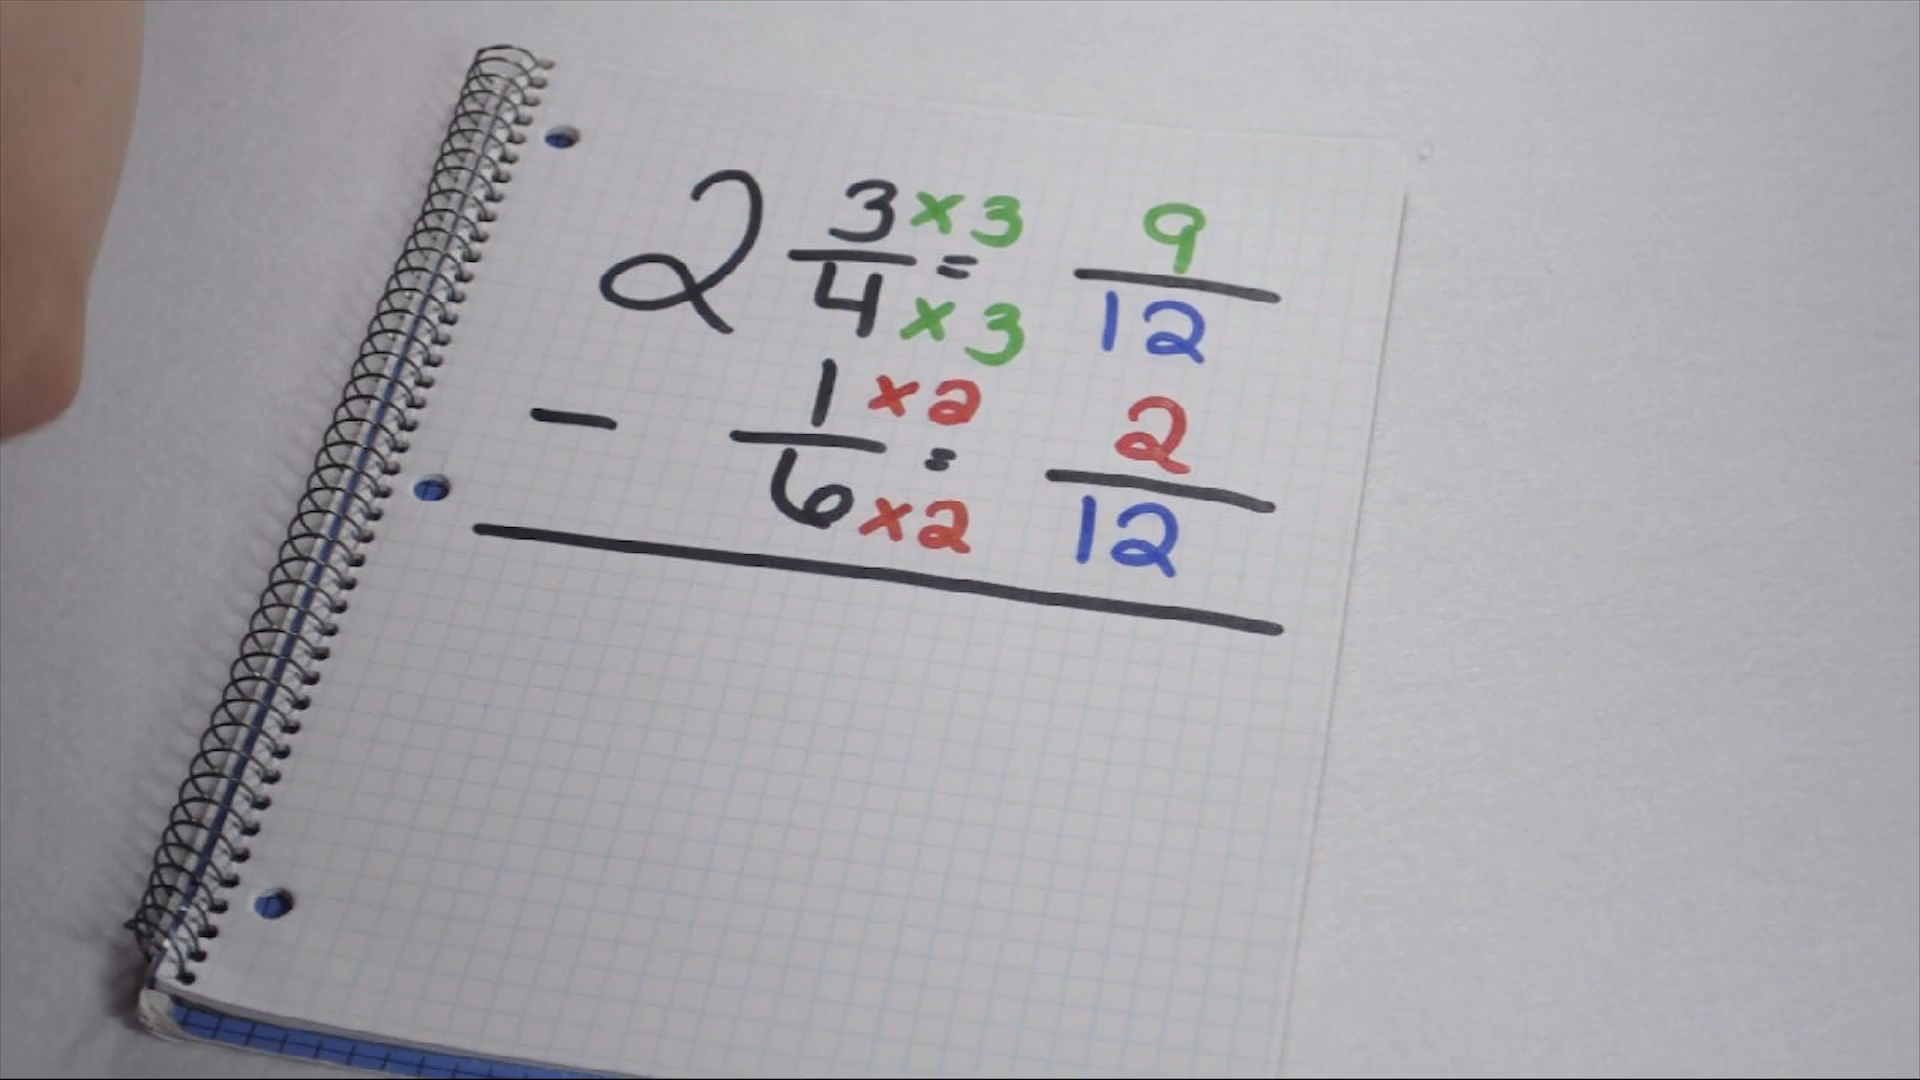 2 3/4 ×3 = 9/12
×3
- 1/6 ×2 = 2/12
×2